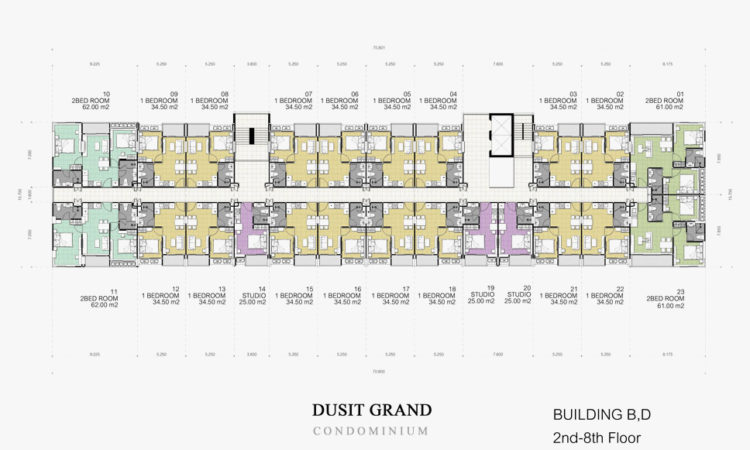 10
2BED ROOM
62.00 m2
09
1 BEDROOM
34.50 m2
08
1 BEDROOM
34.50 m2
07
1 BEDROOM
34.50 m2
06
1 BEDROOM
34.50 m2
05
1 BEDROOM
34.50 m2
04
1 BEDROOM
34.50 m2
03
1 BEDROOM
34.50 m2
02
1 BEDROOM
34.50 m2
01
2BED ROOM
61.00 m2
11
2BED ROOM
62.00 m2
12
1 BEDROOM
34.50 m2
13
1 BEDROOM
34.50 m2
14
STUDIO
25.00 m2
15
1 BEDROOM
34.50 m2
16
1 BEDROOM
34.50 m2
17
1 BEDROOM
34.50 m2
18
1 BEDROOM
34.50 m2
19
STUDIO
25.00 m2
20
STUDIO
25.00 m2
21
1 BEDROOM
34.50 m2
22
1 BEDROOM
34.50 m2
23
2BED ROOM
61.00 m2
DUSIT GRAND
CONDOMINIUM
BUILDING B,D
2nd-8th Floor